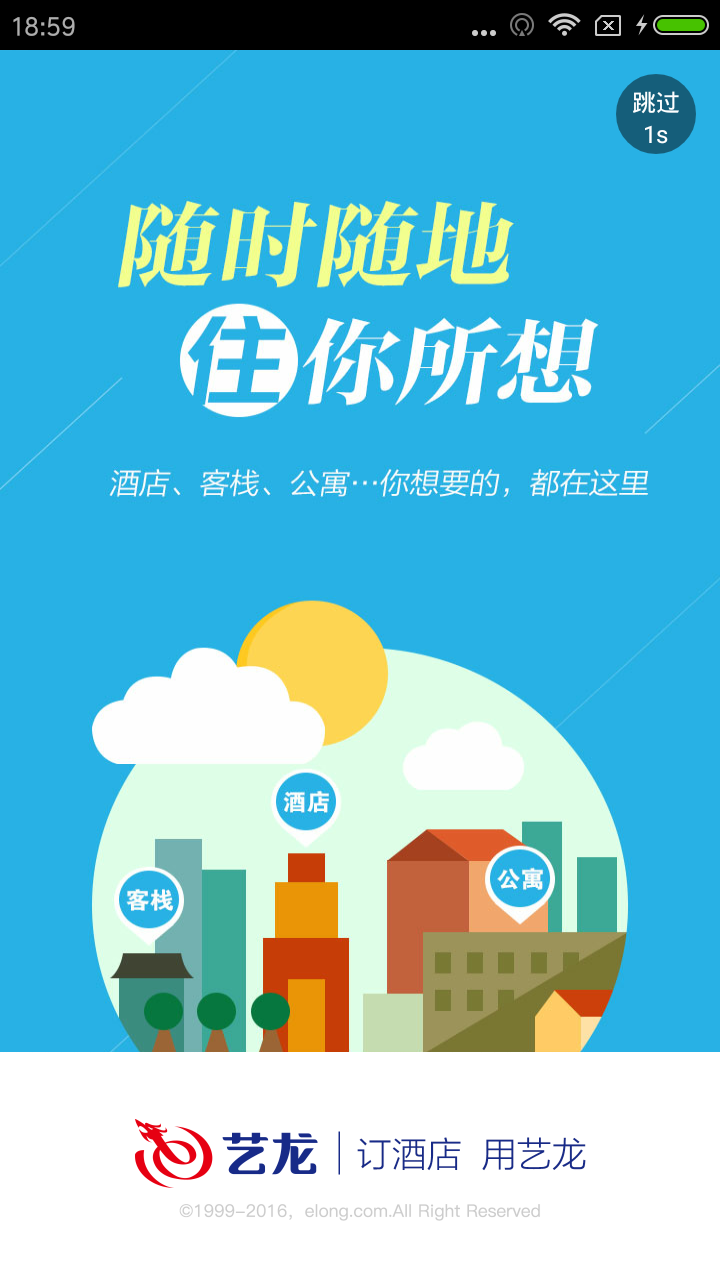 18:59
跳过
1s
随时随地
住你所想
酒店、客栈、公寓…你想要的，都在这里
酒店
公寓
客栈
艺龙 | 订酒店 用艺龙
©1999-2016，elong.com.All Right Reserved